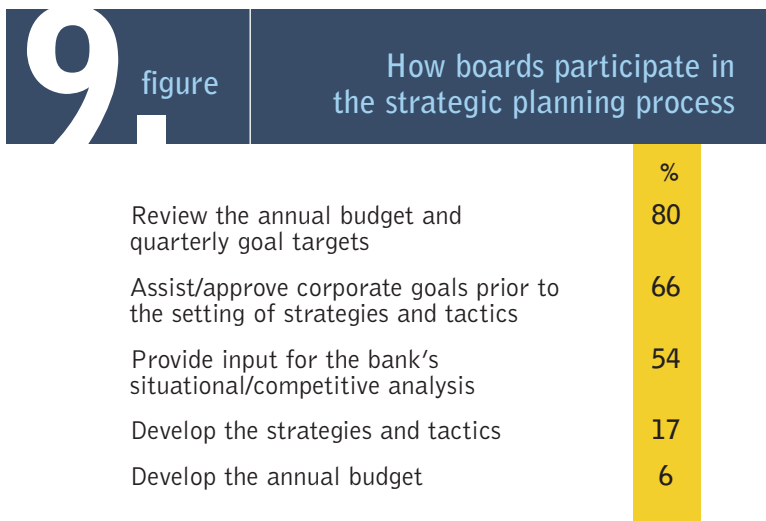 9.
figure
How boards participate in
the strategic planning process
%
Review the annual budget and
quarterly goal targets
80
Assist/approve corporate goals prior to
the setting of strategies and tactics
66
Provide input for the bank’s
situational/competitive analysis
54
Develop the strategies and tactics
17
Develop the annual budget
6